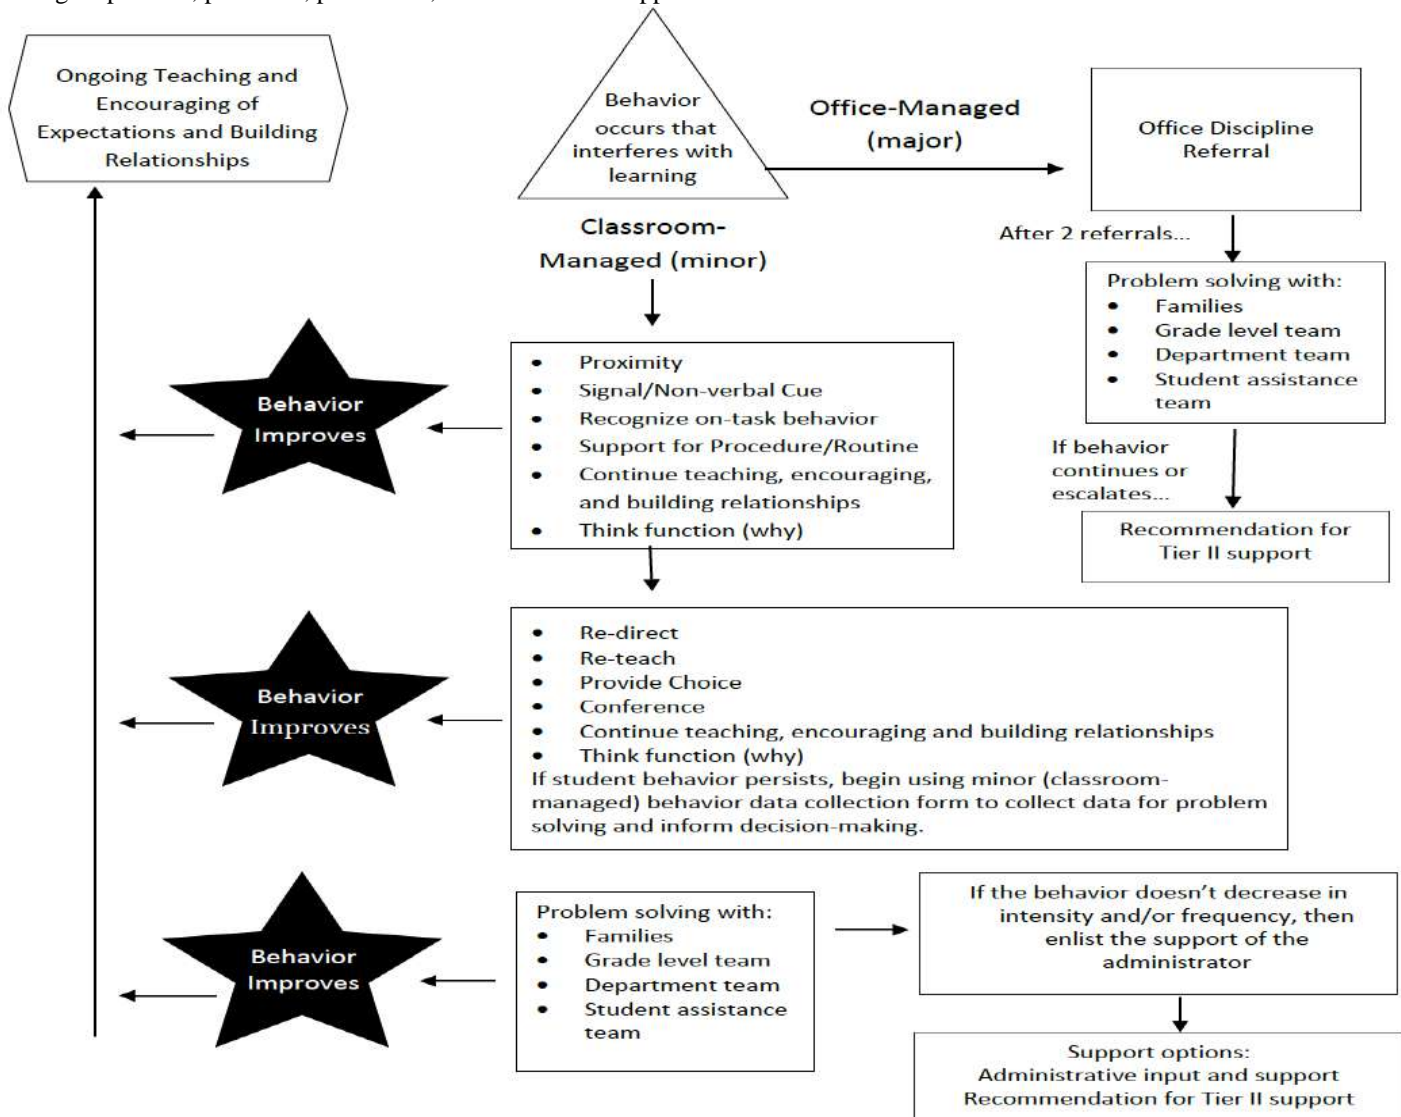 Ongoing Teaching and
Encouraging of
Expectations and Building
Relationships
Behavior
occurs that
interferes with
learning
Office-Managed
(major)
Office Discipline
Referral
After 2 referrals...
Problem solving with:
• Families
• Grade level team
• Department team
• Student assistance
team
If behavior
continues or
escalates...
Recommendation for
Tier II support
Classroom-
Managed (minor)
• Proximity
• Signal/Non-verbal Cue
• Recognize on-task behavior
• Support for Procedure/Routine
• Continue teaching, encouraging,
and building relationships
• Think function (why)
Behavior
Improves
• Re-direct
• Re-teach
• Provide Choice
• Conference
• Continue teaching, encouraging and building relationships
• Think function (why)
If student behavior persists, begin using minor (classroom-
managed) behavior data collection form to collect data for problem
solving and inform decision-making.
Behavior
Improves
Problem solving with:
• Families
• Grade level team
• Department team
• Student assistance
team
Behavior
Improves
If the behavior doesn't decrease in
intensity and/or frequency, then
enlist the support of the
administrator
Support options:
Administrative input and support
Recommendation for Tier II support